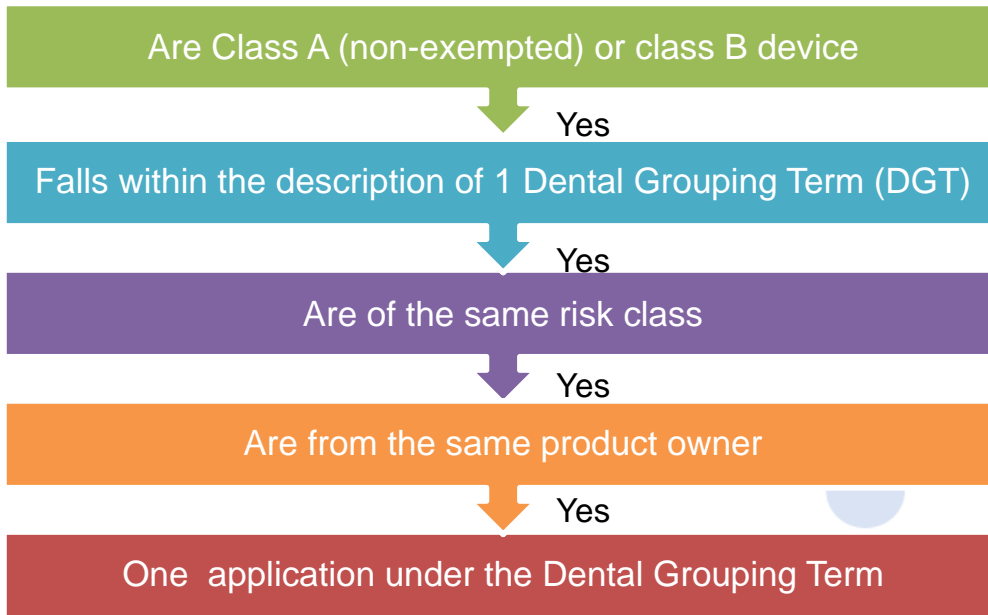 Are Class A (non-exempted) or class B device
Yes
Falls within the description of 1 Dental Grouping Term (DGT)
Yes
Are of the same risk class
Yes
Are from the same product owner
Yes
One application under the Dental Grouping Term